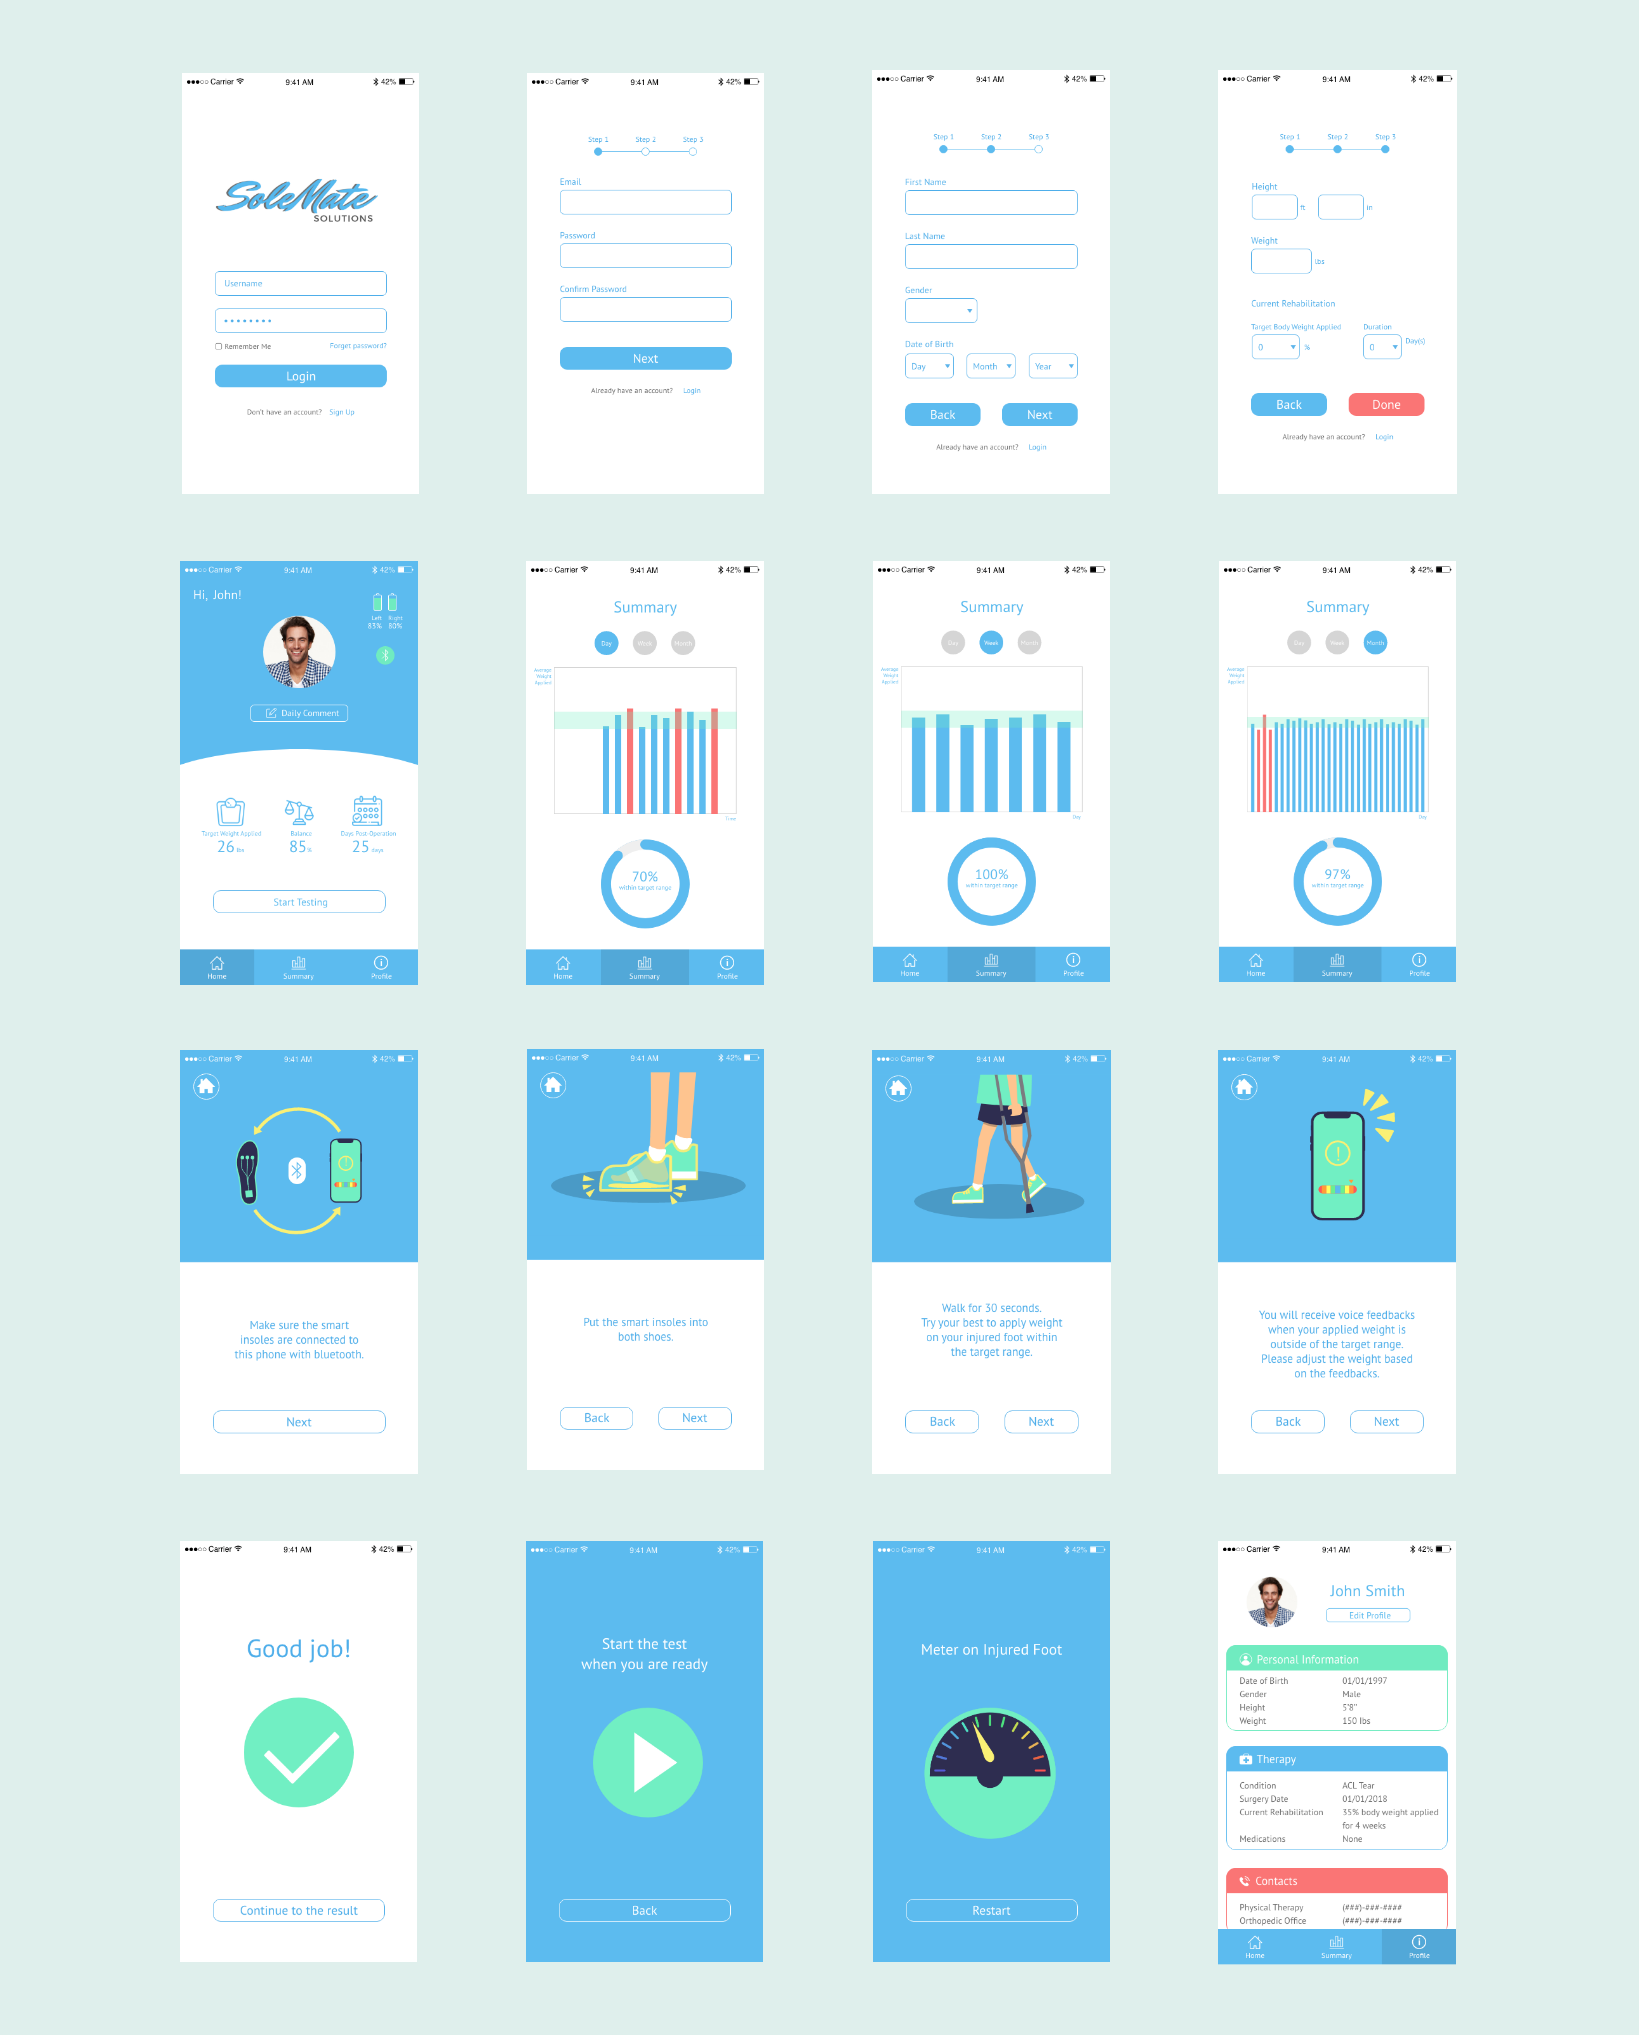 Carrier 9:41 AM 42%
SoleMate
SOLUTIONS
Username
Remember Me Forget password?
Login
Don't have an account? Sign Up
Carrier 9:41 AM 42%
Step 1 Step 2 Step 3
Email
Password
Confirm Password
Next
Already have an account? Login
Carrier 9:41 AM 42%
Step 1 Step 2 Step 3
First Name
Last Name
Gender
Date of Birth
Day Month Year
Back Next
Already have an account? Login
Carrier 9:41 AM 42%
Step 1 Step 2 Step 3
Height
ft in
Weight
lbs
Current Rehabilitation
Target Body Weight Applied Duration
0 % 0 Day(s)
Back Done
Already have an account? Login
Carrier 9:41 AM 42%
Hi, John!
Left Right
83% 80%
Daily Comment
Target Weight Applied Balance Days Post-Operation
26 lbs 85 % 25 days
Start Testing
Home Summary Profile
Carrier 9:41 AM 42%
Summary
Day Week Month
Average
Weight
Applied
Time
70%
within target range
Home Summary Profile
Carrier 9:41 AM 42%
Summary
Day Week Month
Average
Weight
Applied
Day
100%
within target range
Home Summary Profile
Carrier 9:41 AM 42%
Summary
Day Week Month
Average
Weight
Applied
Day
97%
within target range
Home Summary Profile
Carrier 9:41 AM 42%
Make sure the smart
insoles are connected to
this phone with bluetooth.
Next
Carrier 9:41 AM 42%
Put the smart insoles into
both shoes.
Back Next
Carrier 9:41 AM 42%
Walk for 30 seconds.
Try your best to apply weight
on your injured foot within
the target range.
Back Next
Carrier 9:41 AM 42%
You will receive voice feedbacks
when your applied weight is
outside of the target range.
Please adjust the weight based
on the feedbacks.
Back Next
Carrier 9:41 AM 42%
Good job!
Continue to the result
Carrier 9:41 AM 42%
Start the test
when you are ready
Back
Carrier 9:41 AM 42%
Meter on Injured Foot
Restart
Carrier 9:41 AM 42%
John Smith
Edit Profile
Personal Information
Date of Birth 01/01/1997
Gender Male
Height 5'8"
Weight 150 lbs
Therapy
Condition ACL Tear
Surgery Date 01/01/2018
Current Rehabilitation 35% body weight applied
for 4 weeks
Medications None
Contacts
Physical Therapy (###)-###-####
Orthopedic Office (###)-###-####
Home Summary Profile